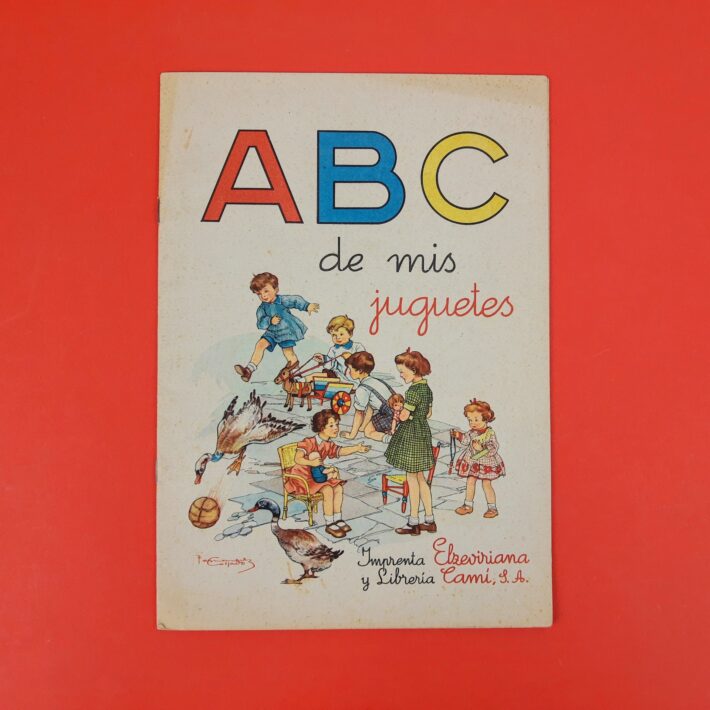 ABC
de mis
juguetes
Imprenta Elzeviriana
y Librería Camí, S. A.